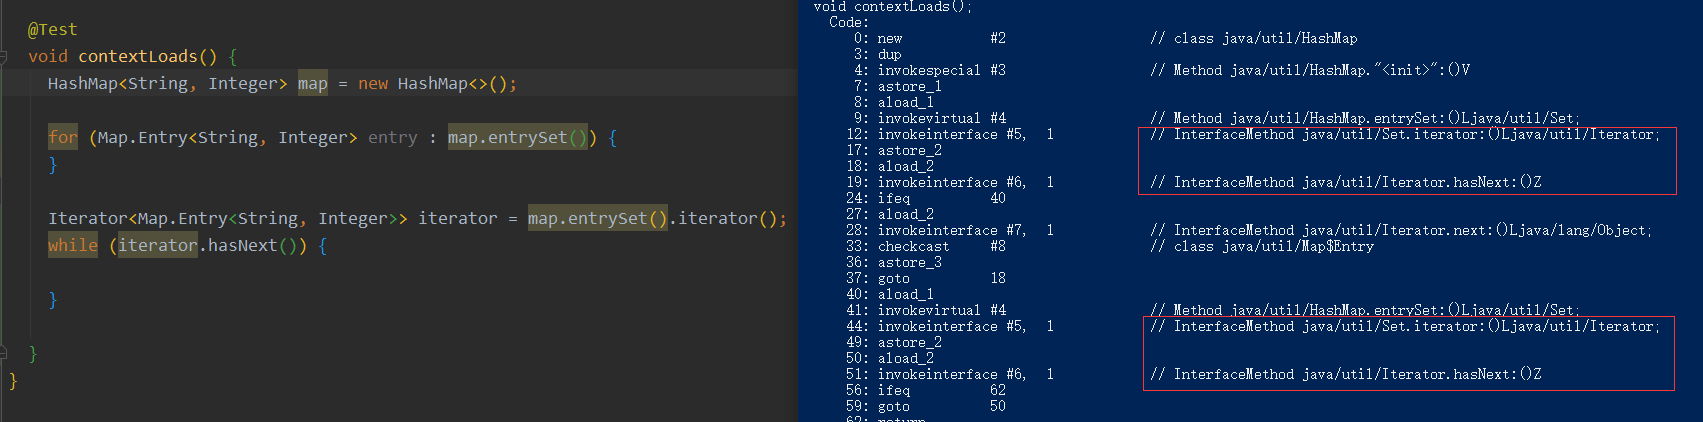 @Test
void contextLoads() {
HashMap<String, Integer> map = new HashMap<>();
for (Map.Entry<String, Integer> entry : map.entrySet()) {
}
Iterator<Map.Entry<String, Integer>> iterator = map.entrySet().iterator();
while (iterator.hasNext()) {
}
}
}
void contextLoads();
Code:
0: new #2 // class java/util/HashMap
3: dup
4: invokespecial #3 // Method java/util/HashMap."<init>":()V
7: astore_1
8: aload_1
9: invokevirtual #4 // Method java/util/HashMap.entrySet:()Ljava/util/Set;
12: invokeinterface #5, 1 // InterfaceMethod java/util/Set.iterator:()Ljava/util/Iterator;
17: astore_2
18: aload_2
19: invokeinterface #6, 1 // InterfaceMethod java/util/Iterator.hasNext:()Z
24: ifeq 40
27: aload_2
28: invokeinterface #7, 1 // InterfaceMethod java/util/Iterator.next:()Ljava/lang/Object;
33: checkcast #8 // class java/util/Map$Entry
36: astore_3
37: goto 18
40: aload_1
41: invokevirtual #4 // Method java/util/HashMap.entrySet:()Ljava/util/Set;
44: invokeinterface #5, 1 // InterfaceMethod java/util/Set.iterator:()Ljava/util/Iterator;
49: astore_2
50: aload_2
51: invokeinterface #6, 1 // InterfaceMethod java/util/Iterator.hasNext:()Z
56: ifeq 62
59: goto 50
62: return